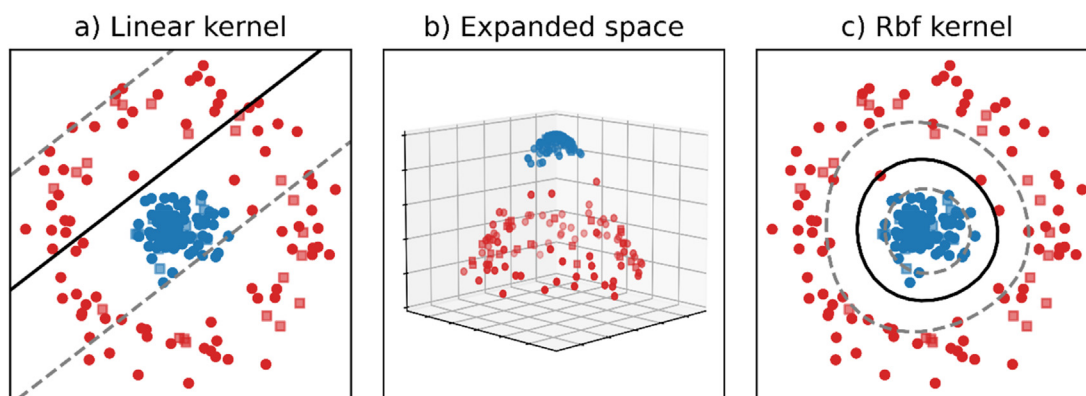 a) Linear kernel
b) Expanded space
c) Rbf kernel